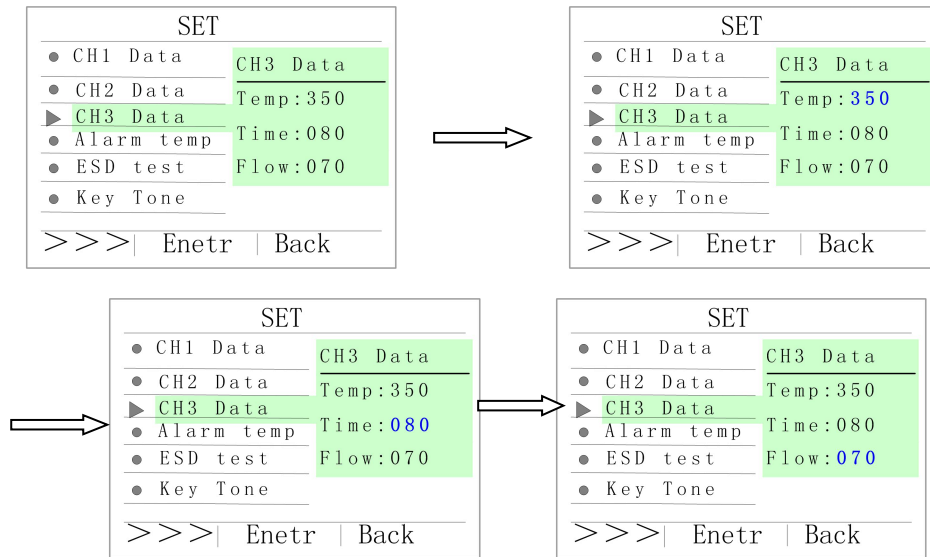 SET
CH1 Data
CH2 Data
CH3 Data
Alarm temp
ESD test
Key Tone
CH3 Data
Temp:350
Time:080
Flow:070
>>>| Enetr | Back
SET
CH1 Data
CH2 Data
CH3 Data
Alarm temp
ESD test
Key Tone
CH3 Data
Temp:350
Time:080
Flow:070
>>>| Enetr | Back
SET
CH1 Data
CH2 Data
CH3 Data
Alarm temp
ESD test
Key Tone
CH3 Data
Temp:350
Time:080
Flow:070
>>>| Enetr | Back
SET
CH1 Data
CH2 Data
CH3 Data
Alarm temp
ESD test
Key Tone
CH3 Data
Temp:350
Time:080
Flow:070
>>>| Enetr | Back